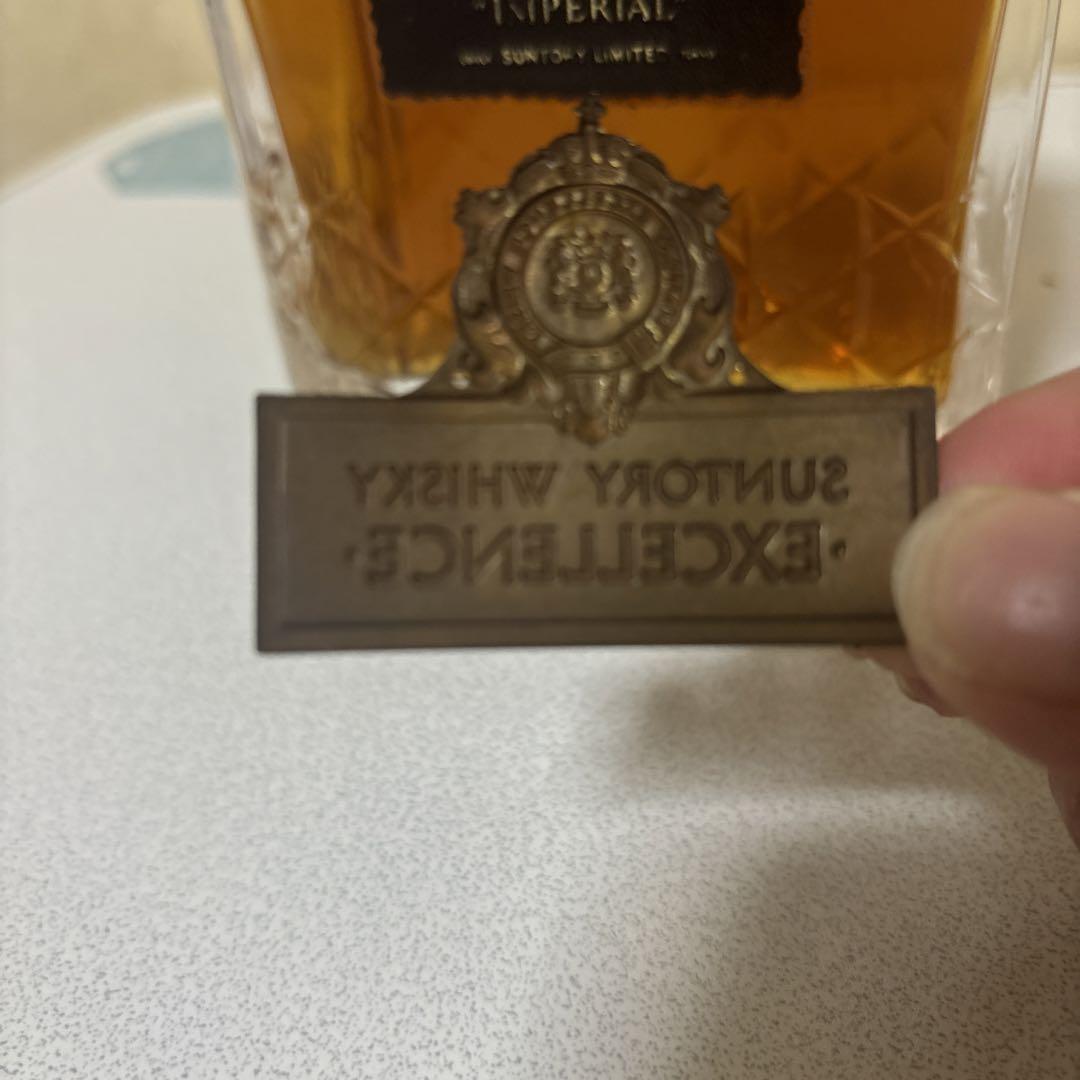 "IMPERIAL"
SUNTORY LIMITED
SUNTORY WHISKY
·EXCELLENCE·